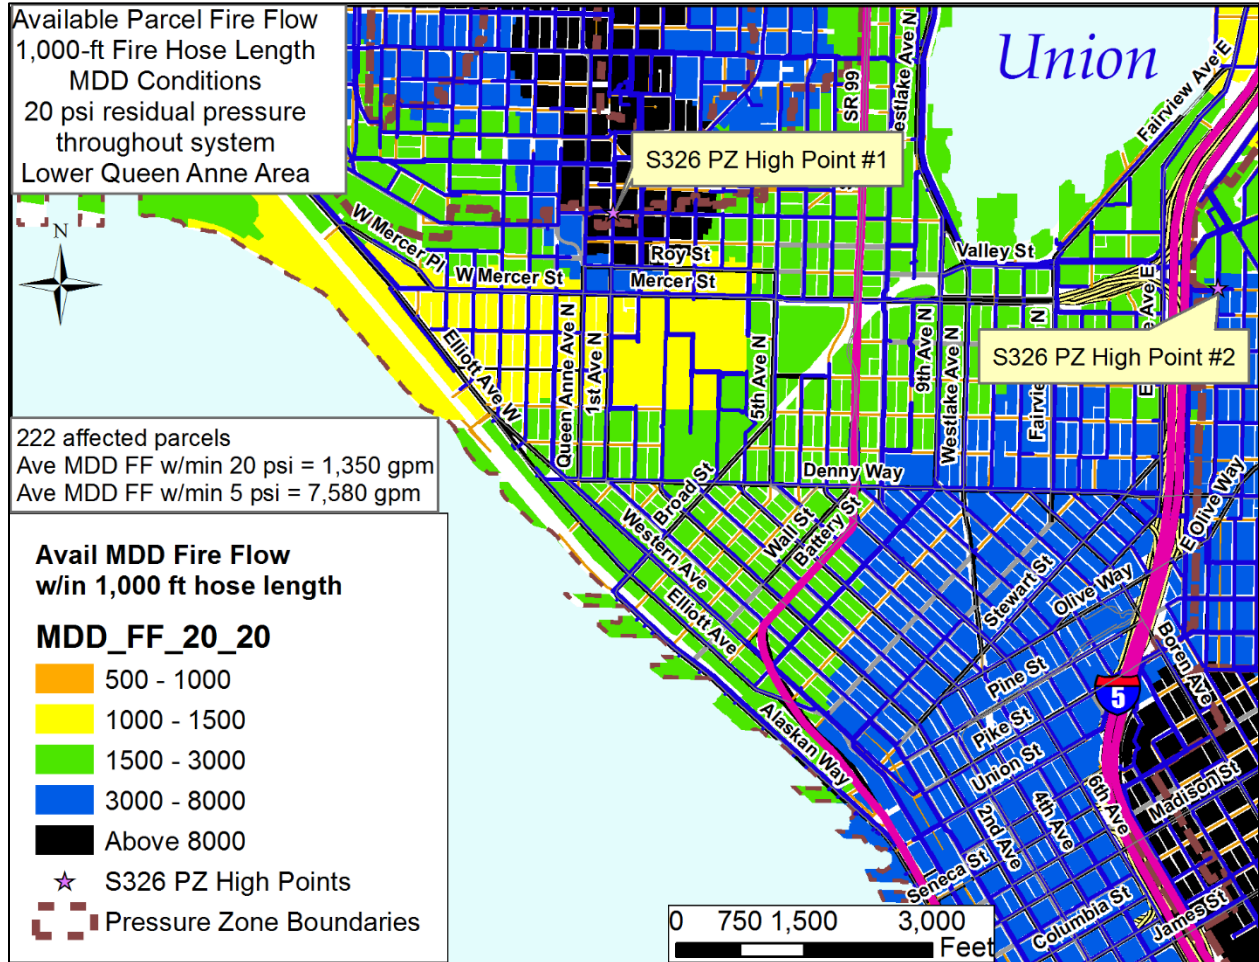 Available Parcel Fire Flow
1,000-ft Fire Hose Length
MDD Conditions
20 psi residual pressure
throughout system
Lower Queen Anne Area
Union
SR 99
estlake Ave N
Fairview Ave E
S326 PZ High Point #1
N
W Mercer Pl
W Mercer St
Roy St
Mercer St
Valley St
Ave E
S326 PZ High Point #2
Elliott Ave W
Queen Anne Ave N
1st Ave N
5th Ave N
9th Ave N
Westlake Ave N
Fairvie
N
222 affected parcels
Ave MDD FF w/min 20 psi = 1,350 gpm
Ave MDD FF w/min 5 psi = 7,580 gpm
Denny Way
Broad St
Western Ave
Wall St
Battery St
Elliott Ave
Stewart St
Olive Way
E Olive Way
Boren Ave
Pine St
Pike St
Union St
5
Alaskan Way
2nd Ave
4th Ave
6th Ave
Madison St
Seneca St
Columbia St
James St
Avail MDD Fire Flow
w/in 1,000 ft hose length
MDD_FF_20_20
500 - 1000
1000 - 1500
1500 - 3000
3000 - 8000
Above 8000
S326 PZ High Points
Pressure Zone Boundaries
0 750 1,500 3,000
Feet